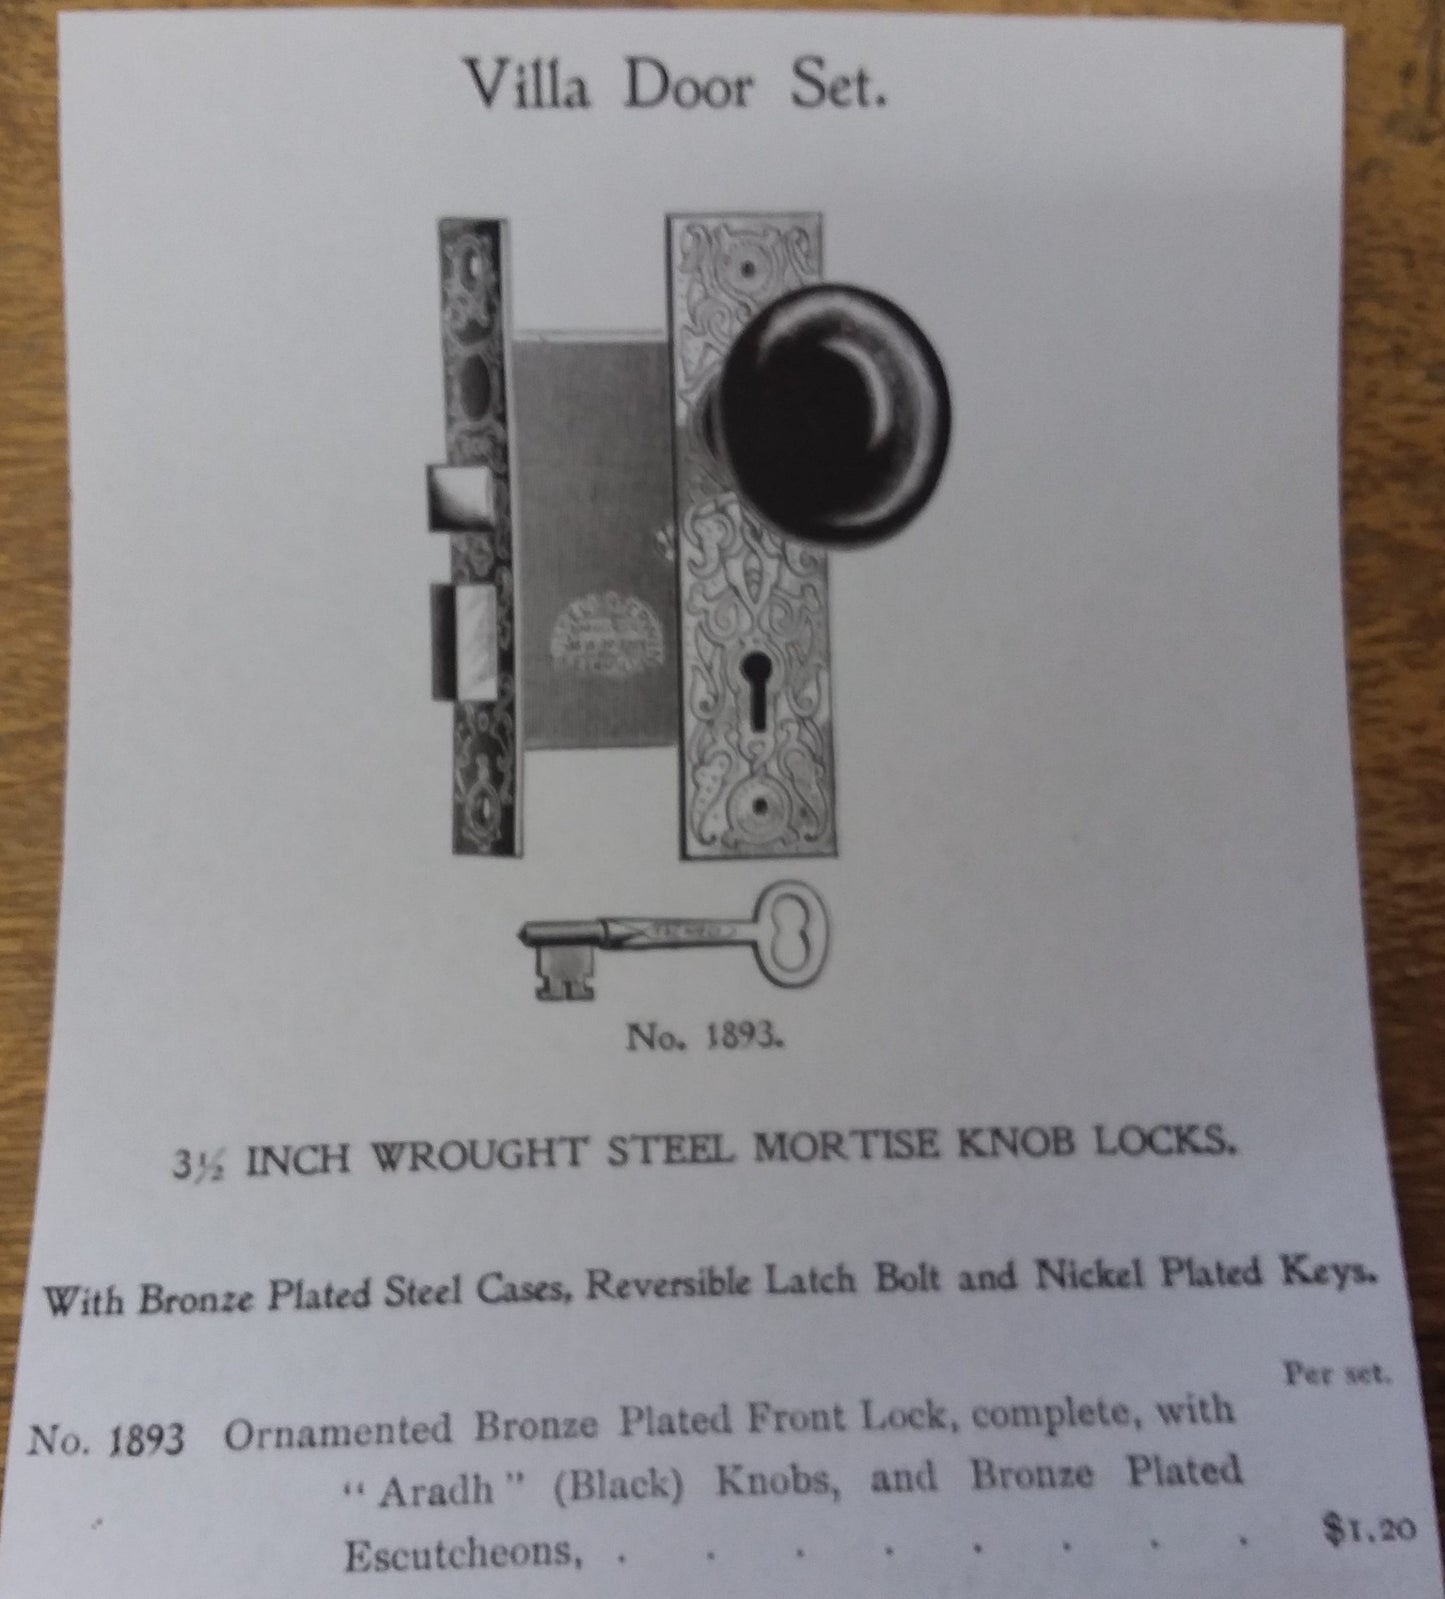 Villa Door Set.
No. 1893.
3½ INCH WROUGHT STEEL MORTISE KNOB LOCKS.
With Bronze Plated Steel Cases, Reversible Latch Bolt and Nickel Plated Keys.
Per set.
No. 1893 Ornamented Bronze Plated Front Lock, complete, with
“ Aradh ” (Black) Knobs, and Bronze Plated
Escutcheons, . . . . . . . . $1.20